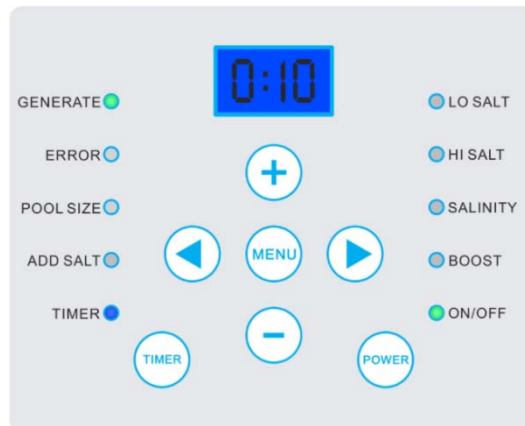 0:10
GENERATE
LO SALT
ERROR
HI SALT
POOL SIZE
SALINITY
ADD SALT
MENU
BOOST
TIMER
ON/OFF
TIMER
POWER